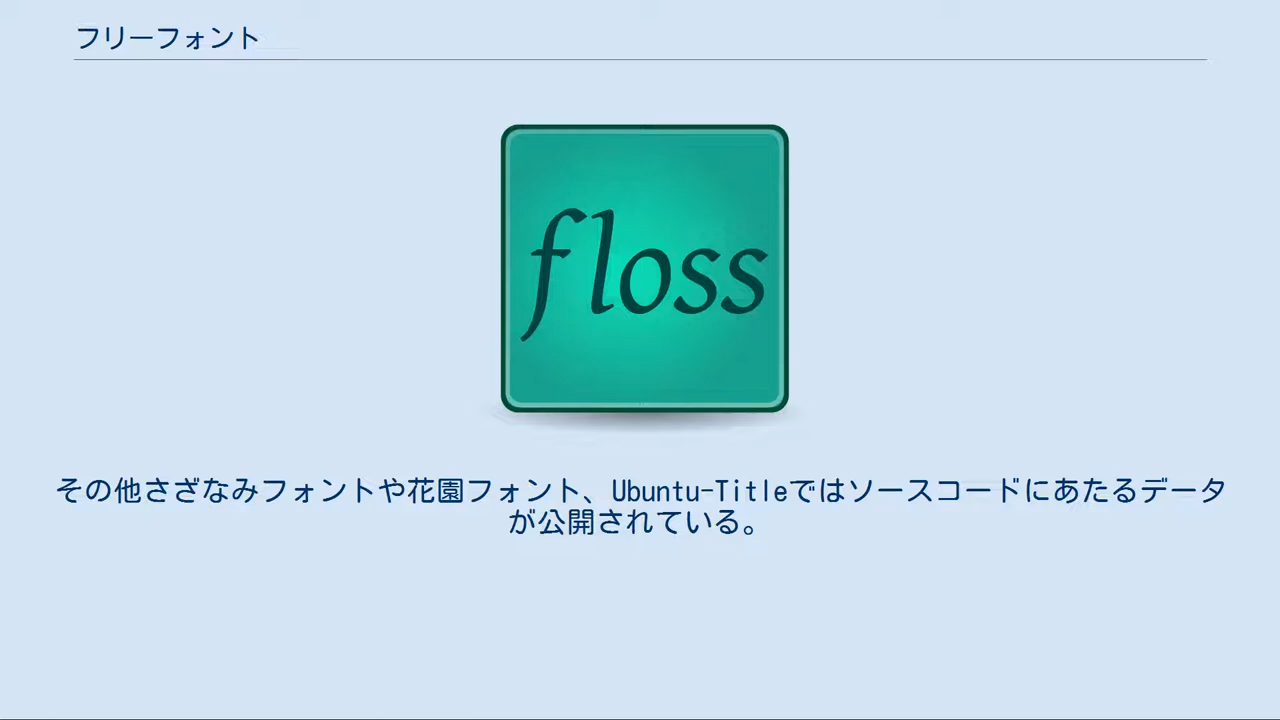 フリーフォント
floss
その他さざなみフォントや花園フォント、Ubuntu-Titleではソースコードにあたるデータ
が公開されている。